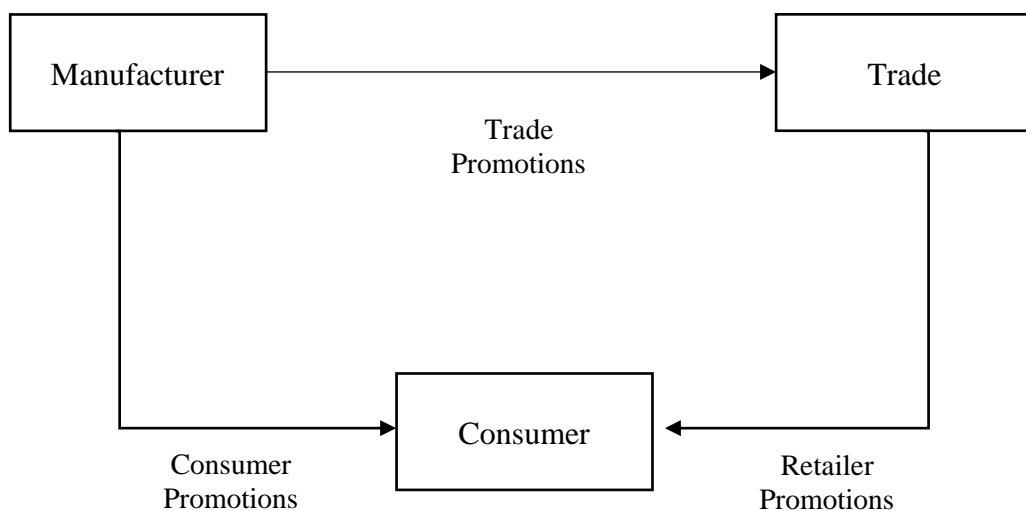 Manufacturer
Trade
Trade
Promotions
Consumer
Consumer
Promotions
Retailer
Promotions